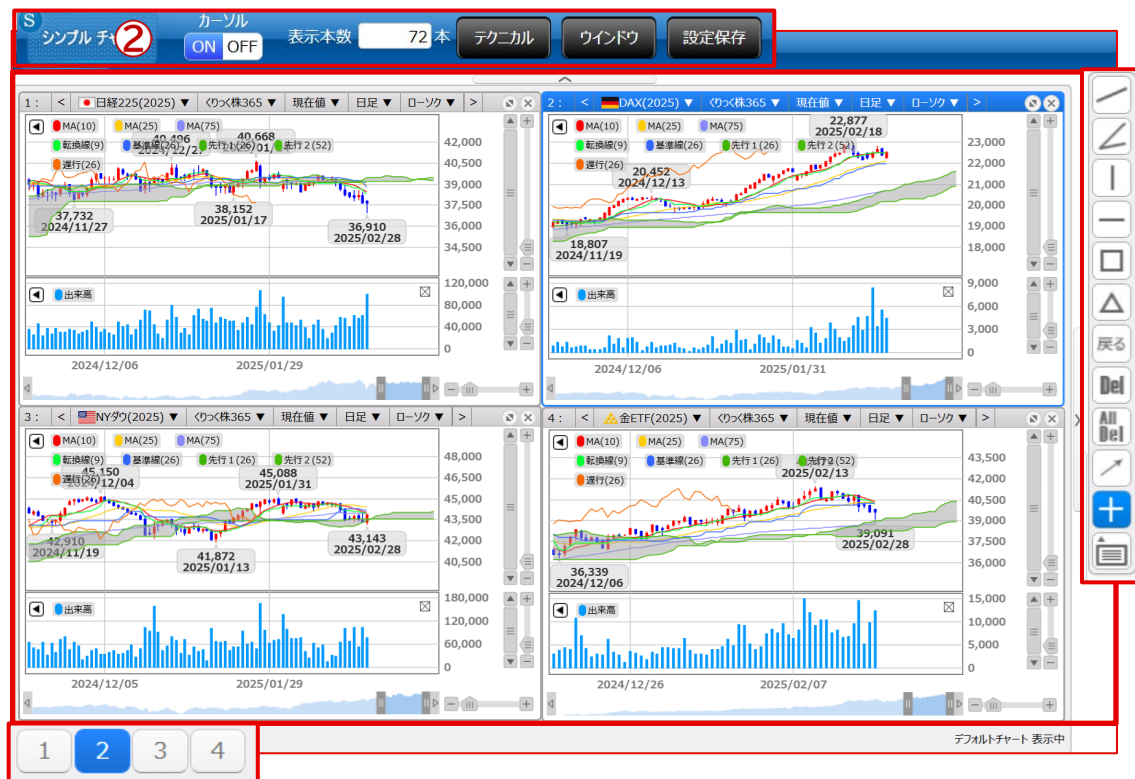 S
シンプル チャ
②
カーソル
ON OFF
表示本数 72 本
テクニカル
ウインドウ
設定保存
1： < 日経225(2025) ▼ くりっく株365 ▼ 現在値 ▼ 日足 ▼ ローソク ▼ >
MA(10) MA(25) MA(75)
転換線(9) 基準線(26) 先行1(26) 先行2(52)
遅行(26)
40,496
2024/12/27
40,668
37,732
2024/11/27
38,152
2025/01/17
36,910
2025/02/28
42,000
40,500
39,000
37,500
36,000
34,500
出来高
120,000
80,000
40,000
0
2024/12/06 2025/01/29
2： < DAX(2025) ▼ くりっく株365 ▼ 現在値 ▼ 日足 ▼ ローソク ▼ >
MA(10) MA(25) MA(75)
転換線(9) 基準線(26) 先行1(26) 先行2(52)
遅行(26)
22,877
2025/02/18
20,452
2024/12/13
18,807
2024/11/19
23,000
22,000
21,000
20,000
19,000
18,000
出来高
9,000
6,000
3,000
0
2024/12/06 2025/01/31
3： < NYダウ(2025) ▼ くりっく株365 ▼ 現在値 ▼ 日足 ▼ ローソク ▼ >
MA(10) MA(25) MA(75)
転換線(9) 基準線(26) 先行1(26) 先行2(52)
遅行(26)
45,150
2024/12/04
45,088
2025/01/31
42,910
2024/11/19
41,872
2025/01/13
43,143
2025/02/28
48,000
46,500
45,000
43,500
42,000
40,500
出来高
180,000
120,000
60,000
0
2024/12/05 2025/01/29
4： < 金ETF(2025) ▼ くりっく株365 ▼ 現在値 ▼ 日足 ▼ ローソク ▼ >
MA(10) MA(25) MA(75)
転換線(9) 基準線(26) 先行1(26) 先行2(52)
遅行(26)
2025/02/13
36,339
2024/12/06
39,091
2025/02/28
43,500
42,000
40,500
39,000
37,500
36,000
出来高
15,000
10,000
5,000
0
2024/12/26 2025/02/07
戻る
Del
All
Del
1 2 3 4
デフォルトチャート 表示中